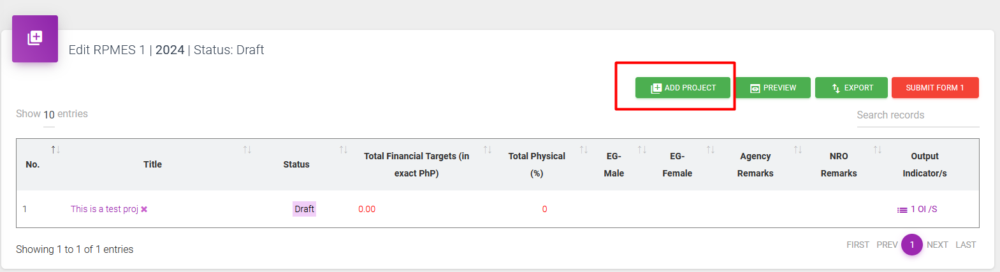 Edit RPMES 1 | 2024 | Status: Draft
ADD PROJECT PREVIEW EXPORT SUBMIT FORM 1
Show 10 entries Search records
No. Title Status Total Financial Targets (in exact PhP) Total Physical (%) EG-Male EG-Female Agency Remarks NRO Remarks Output Indicator/s
1 This is a test proj Draft 0.00 0 1 OI /S
Showing 1 to 1 of 1 entries FIRST PREV 1 NEXT LAST